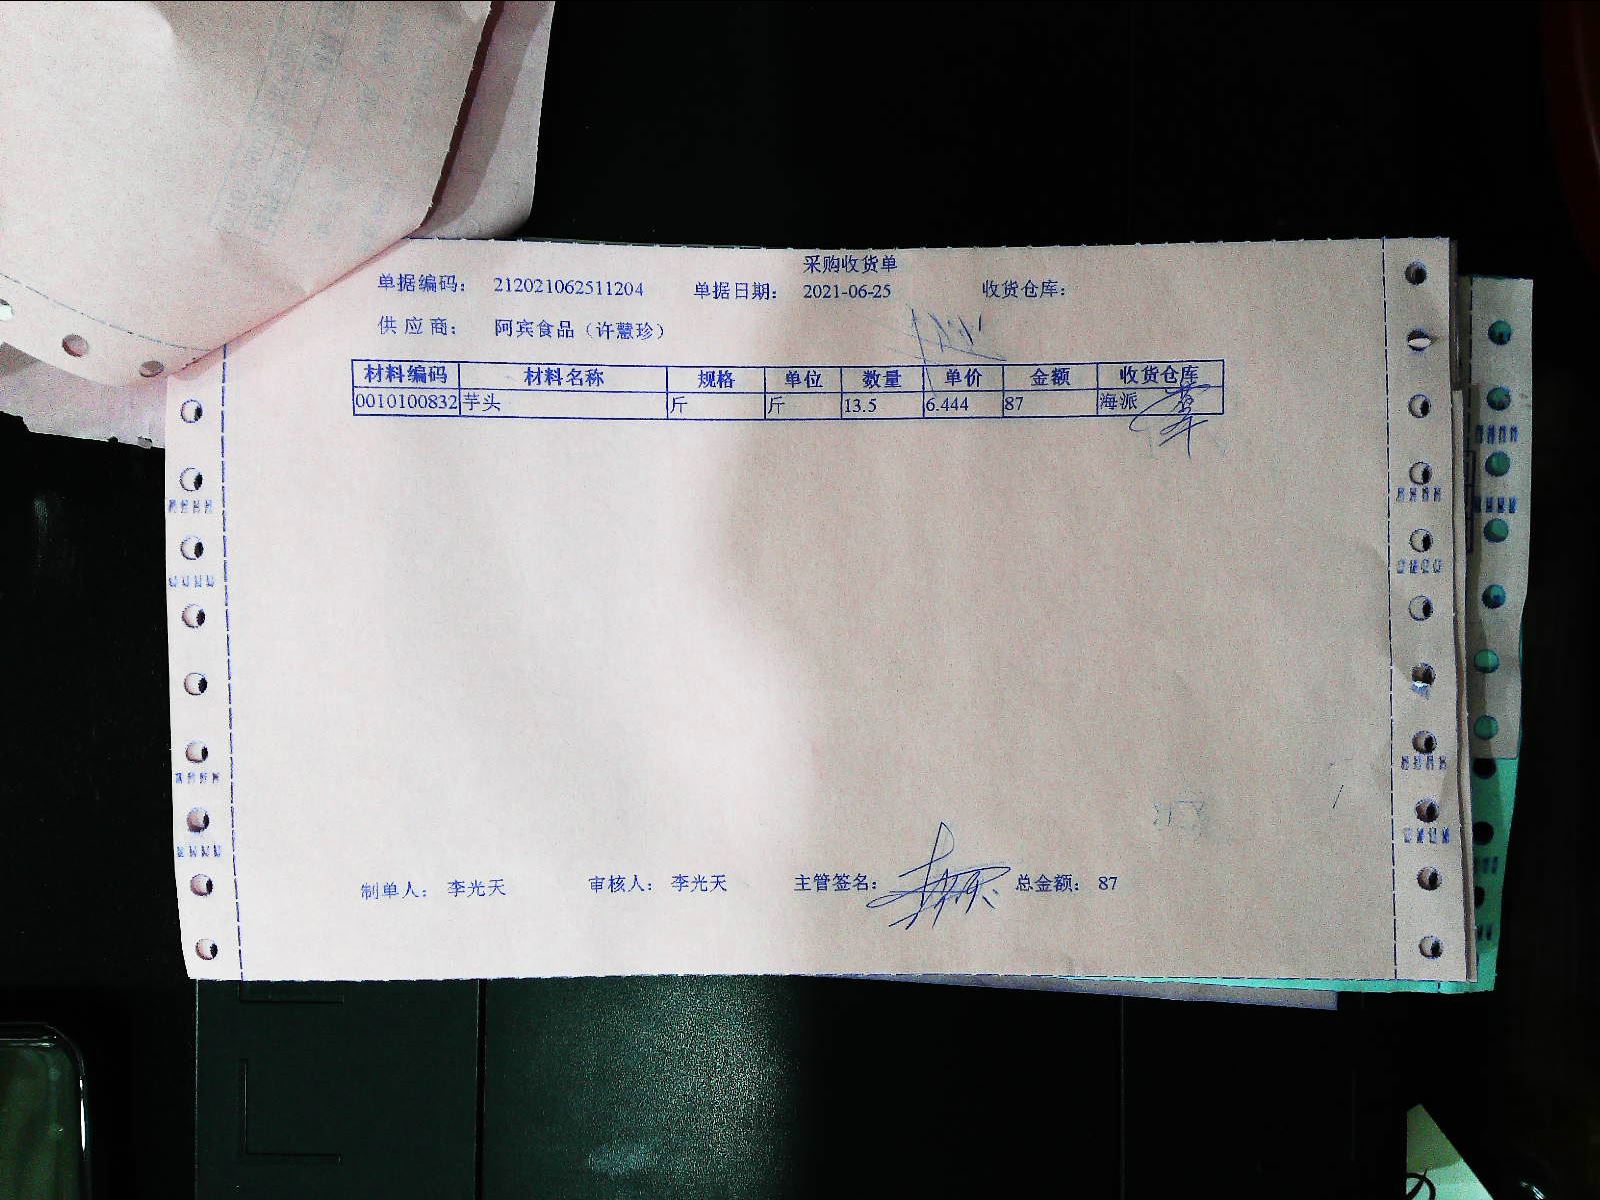 采购收货单
单据编码： 212021062511204 单据日期： 2021-06-25 收货仓库：
供应商： 阿宾食品（许慧珍）
材料编码 材料名称 规格 单位 数量 单价 金额 收货仓库
0010100832 芋头 斤 斤 13.5 6.444 87 海派
制单人： 李光天 审核人： 李光天 主管签名： 总金额： 87